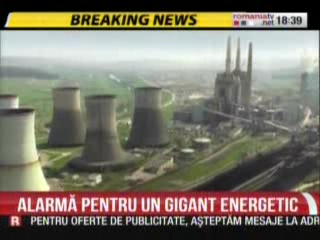 BREAKING NEWS
romaniatv
.net
18:39
ALARMĂ PENTRU UN GIGANT ENERGETIC
R
PENTRU OFERTE DE PUBLICITATE, AȘTEPTĂM MESAJE LA ADR